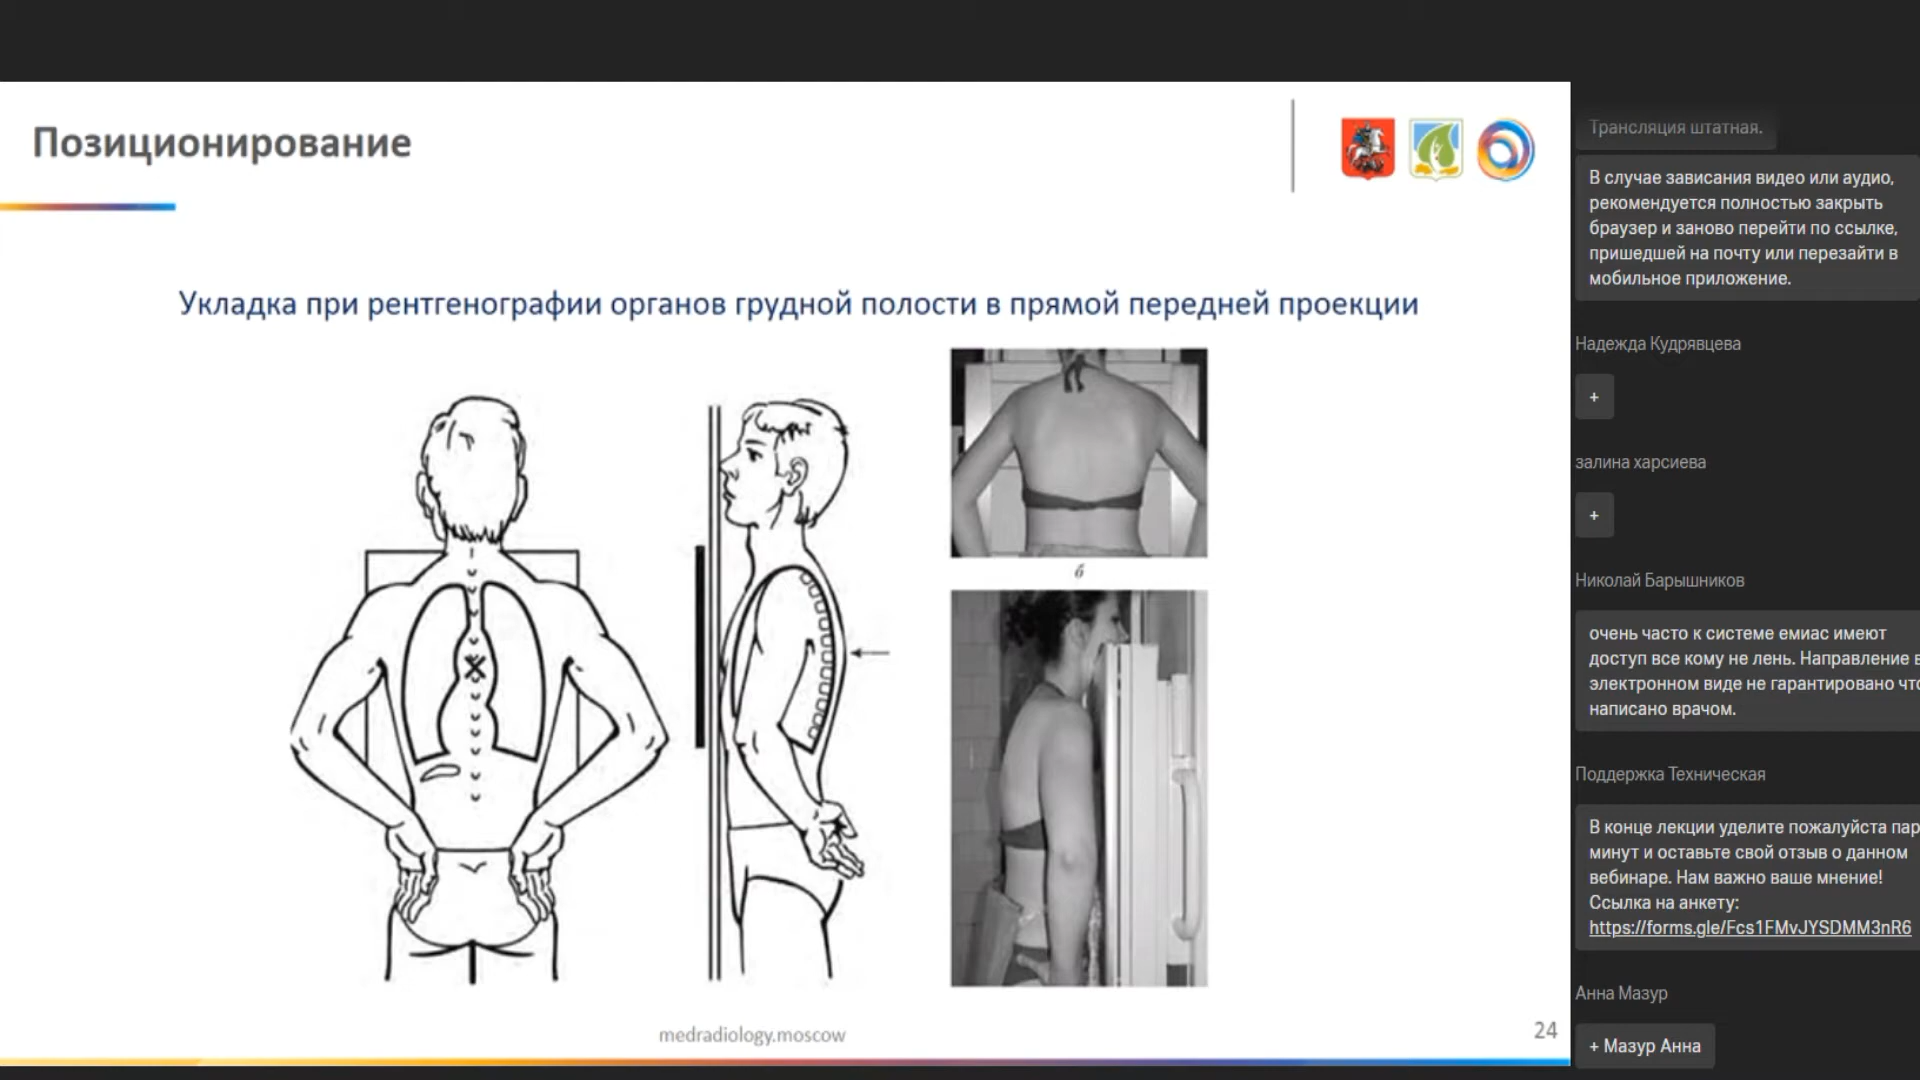 Позиционирование
Укладка при рентгенографии органов грудной полости в прямой передней проекции
б
medradiology.moscow
24
Трансляция штатная.
В случае зависания видео или аудио,
рекомендуется полностью закрыть
браузер и заново перейти по ссылке,
пришедшей на почту или перезайти в
мобильное приложение.
Надежда Кудрявцева
+
залина харсиева
+
Николай Барышников
очень часто к системе емиас имеют
доступ все кому не лень. Направление в
электронном виде не гарантировано что
написано врачом.
Поддержка Техническая
В конце лекции уделите пожалуйста пар
минут и оставьте свой отзыв о данном
вебинаре. Нам важно ваше мнение!
Ссылка на анкету:
https://forms.gle/Fcs1FMvJYSDMM3nR6
Анна Мазур
+ Мазур Анна